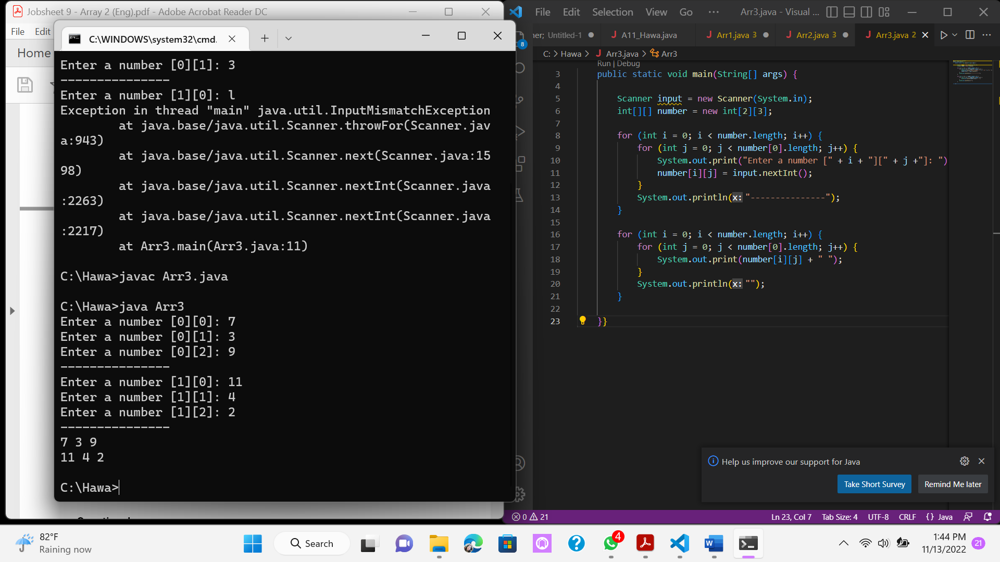 Jobsheet 9 - Array 2 (Eng).pdf - Adobe Acrobat Reader DC
File Edit
Home
C:\WINDOWS\system32\cmd.
Enter a number [0][1]: 3
---------------
Enter a number [1][0]: l
Exception in thread "main" java.util.InputMismatchException
at java.base/java.util.Scanner.throwFor(Scanner.jav
a:943)
at java.base/java.util.Scanner.next(Scanner.java:15
98)
at java.base/java.util.Scanner.nextInt(Scanner.java
:2263)
at java.base/java.util.Scanner.nextInt(Scanner.java
:2217)
at Arr3.main(Arr3.java:11)
C:\Hawa>javac Arr3.java
C:\Hawa>java Arr3
Enter a number [0][0]: 7
Enter a number [0][1]: 3
Enter a number [0][2]: 9
---------------
Enter a number [1][0]: 11
Enter a number [1][1]: 4
Enter a number [1][2]: 2
---------------
7 3 9
11 4 2
C:\Hawa>
File Edit Selection View Go ··· Arr3.java - Visual ...
ner; Untitled-1 A11_Hawa.java Arr1.java 3 Arr2.java 3 Arr3.java 2
C: > Hawa > Arr3.java > Arr3
8
Run | Debug
3 public static void main(String[] args) {
4
5 Scanner input = new Scanner(System.in);
6 int[][] number = new int[2][3];
7
8 for (int i = 0; i < number.length; i++) {
9 for (int j = 0; j < number[0].length; j++) {
10 System.out.print("Enter a number [" + i + "][" + j +"]: ")
11 number[i][j] = input.nextInt();
12 }
13 System.out.println(x: "---------------");
14 }
15
16 for (int i = 0; i < number.length; i++) {
17 for (int j = 0; j < number[0].length; j++) {
18 System.out.print(number[i][j] + " ");
19 }
20 System.out.println(x: "");
21 }
22
23 }}
Help us improve our support for Java
Take Short Survey Remind Me later
0 21 Ln 23, Col 7 Tab Size: 4 UTF-8 CRLF {} Java
82°F
Raining now
Search
4
1:44 PM
11/13/2022
21